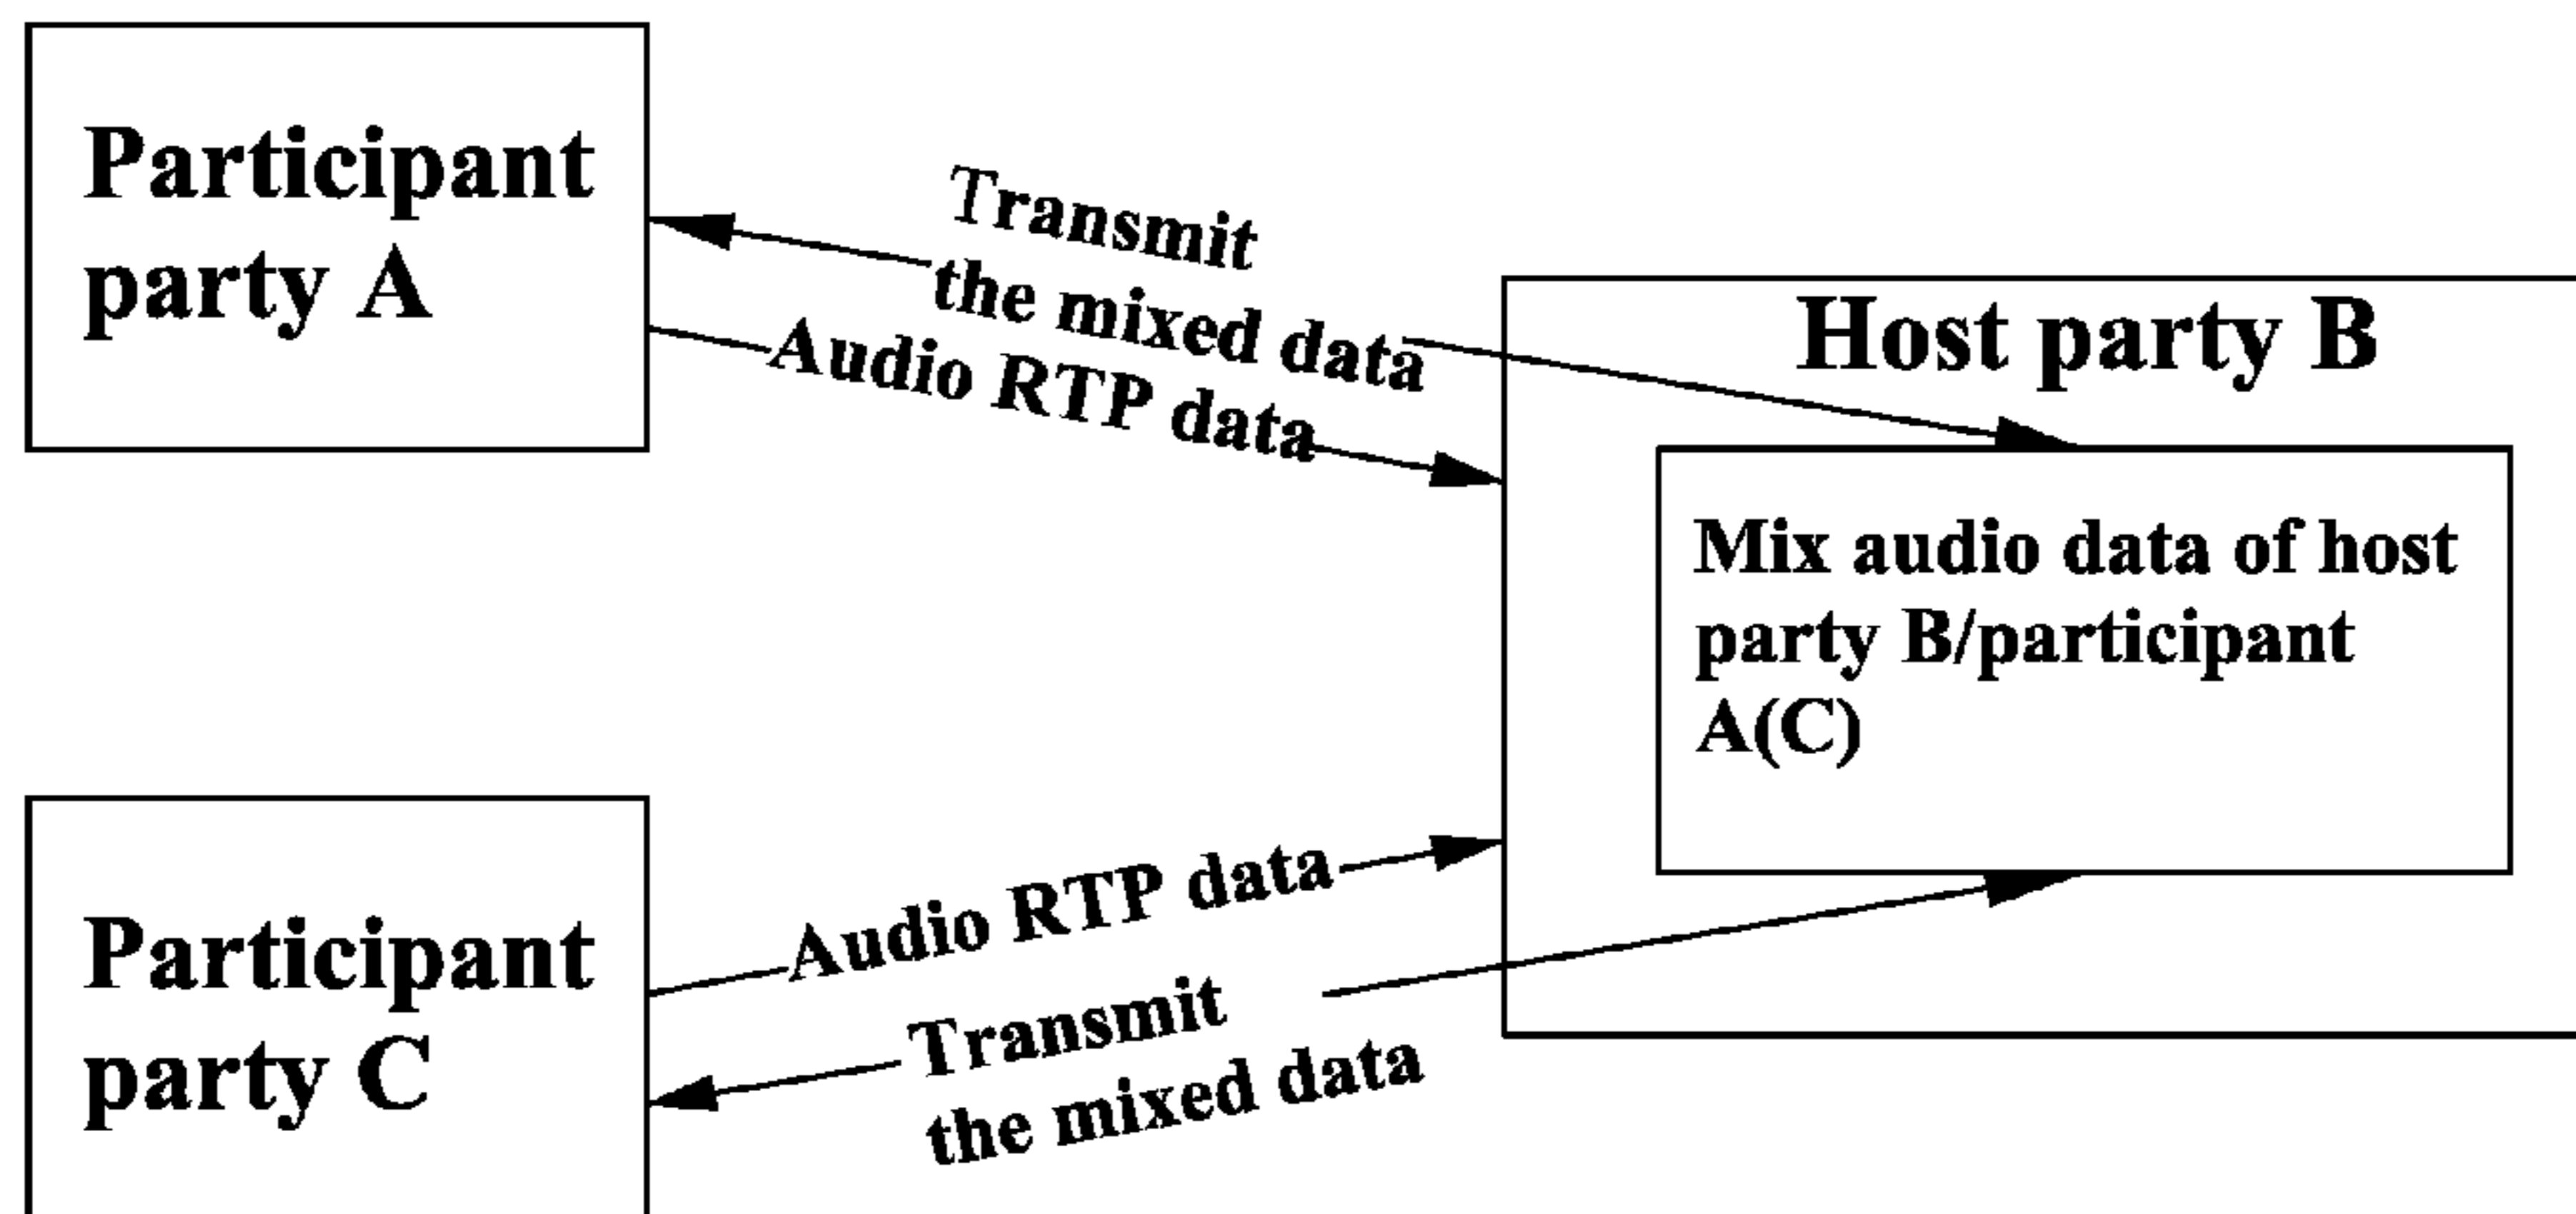 Participant
party A
Transmit
the mixed data
Audio RTP data
Host party B
Mix audio data of host
party B/participant
A(C)
Participant
party C
Audio RTP data
Transmit
the mixed data